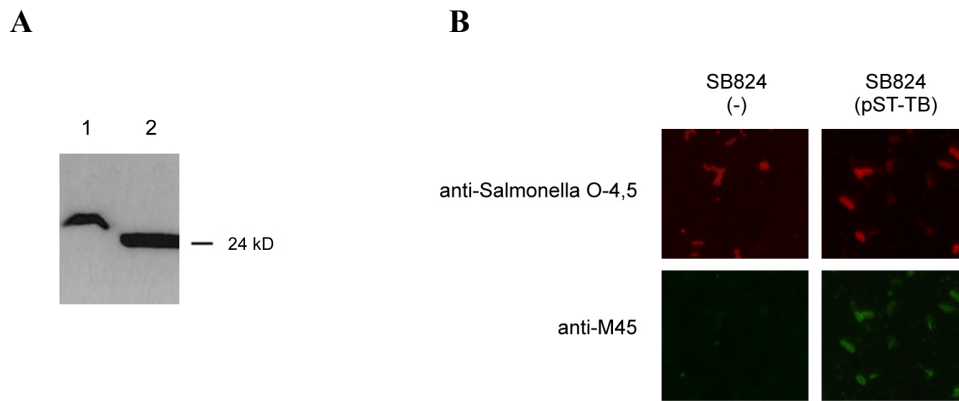 A
B
SB824
(-)
SB824
(pST-TB)
1 2
anti-Salmonella O-4,5
24 kD
anti-M45